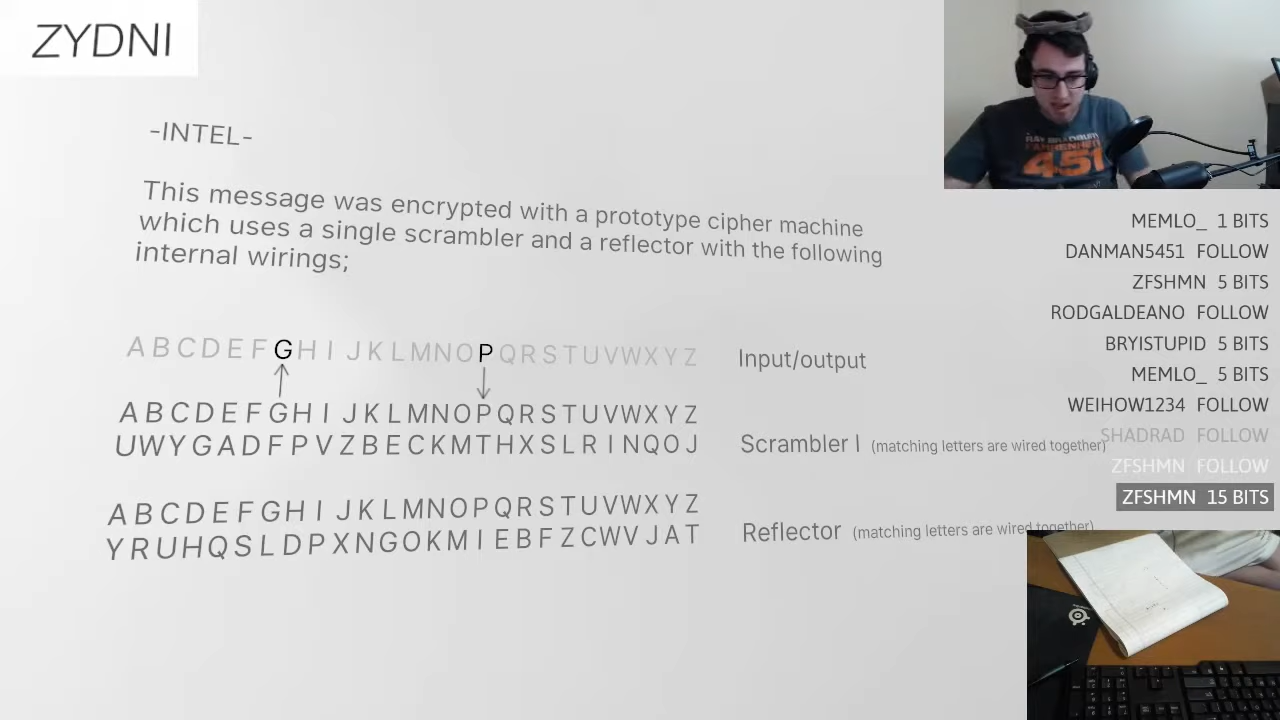 ZYDNI
-INTEL-
This message was encrypted with a prototype cipher machine
which uses a single scrambler and a reflector with the following
internal wirings;
A B C D E F G H I J K L M N O P Q R S T U V W X Y Z Input/output
A B C D E F G H I J K L M N O P Q R S T U V W X Y Z
U W Y G A D F P V Z B E C K M T H X S L R I N Q O J Scrambler I (matching letters are wired together)
A B C D E F G H I J K L M N O P Q R S T U V W X Y Z
Y R U H Q S L D P X N G O K M I E B F Z C W V J A T Reflector (matching letters are wired together)
RAY BRADBURY
FAHRENHEIT
451
MEMLO_ 1 BITS
DANMAN5451 FOLLOW
ZFSHMN 5 BITS
RODGALDEANO FOLLOW
BRYISTUPID 5 BITS
MEMLO_ 5 BITS
WEIHOW1234 FOLLOW
SHADRAD FOLLOW
ZFSHMN FOLLOW
ZFSHMN 15 BITS